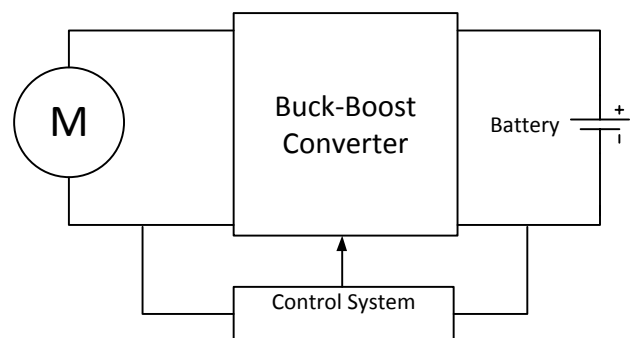 M
Buck-Boost
Converter
Battery
+
-
Control System